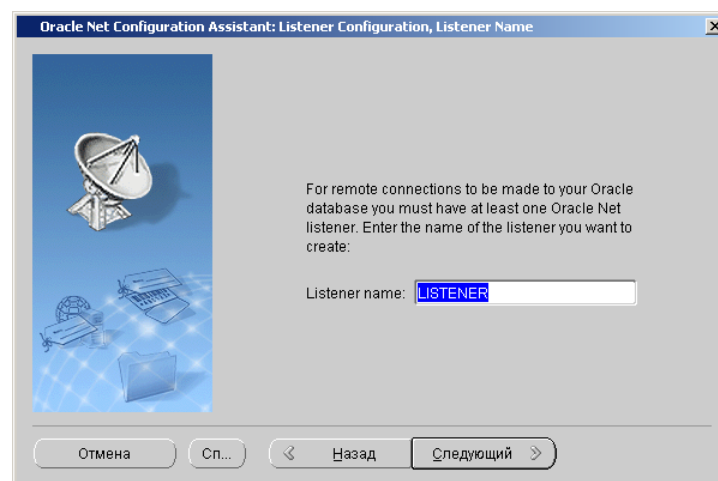 Oracle Net Configuration Assistant: Listener Configuration, Listener Name
For remote connections to be made to your Oracle
database you must have at least one Oracle Net
listener. Enter the name of the listener you want to
create:
Listener name: LISTENER
Отмена Сп... Назад Следующий